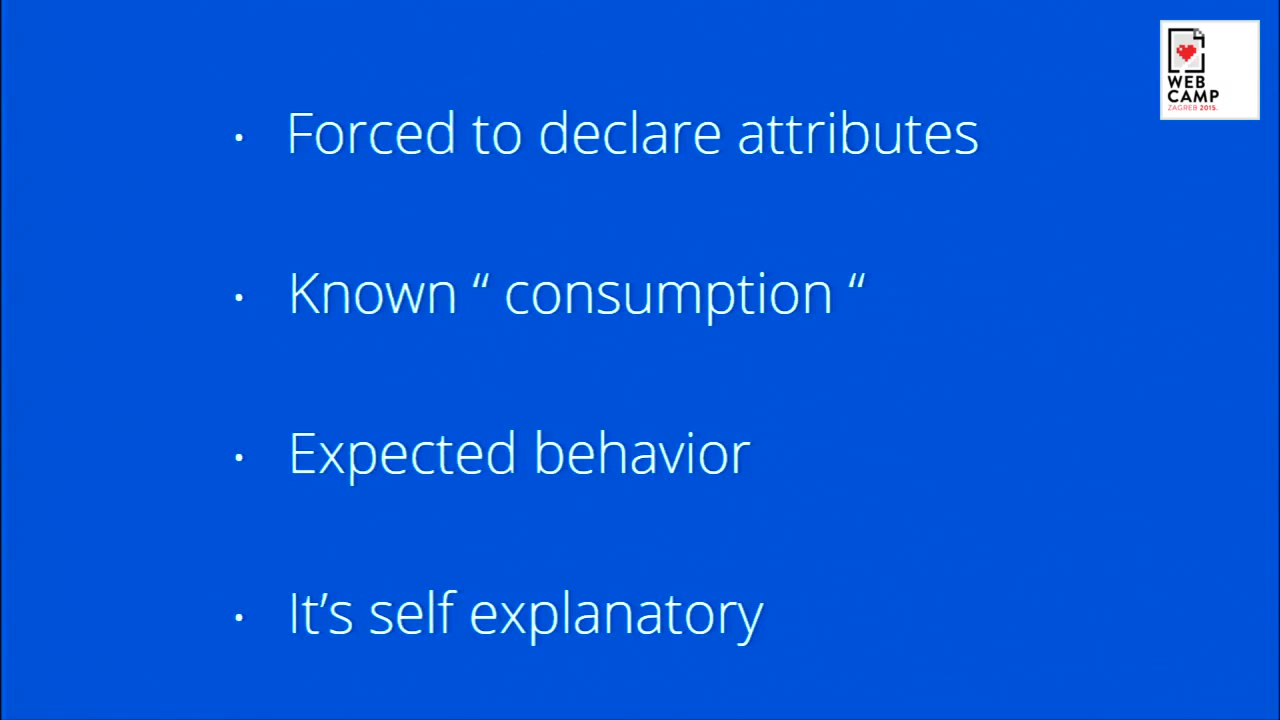 WEB
CAMP
ZAGREB 2015.
• Forced to declare attributes
• Known “ consumption “
• Expected behavior
• It’s self explanatory